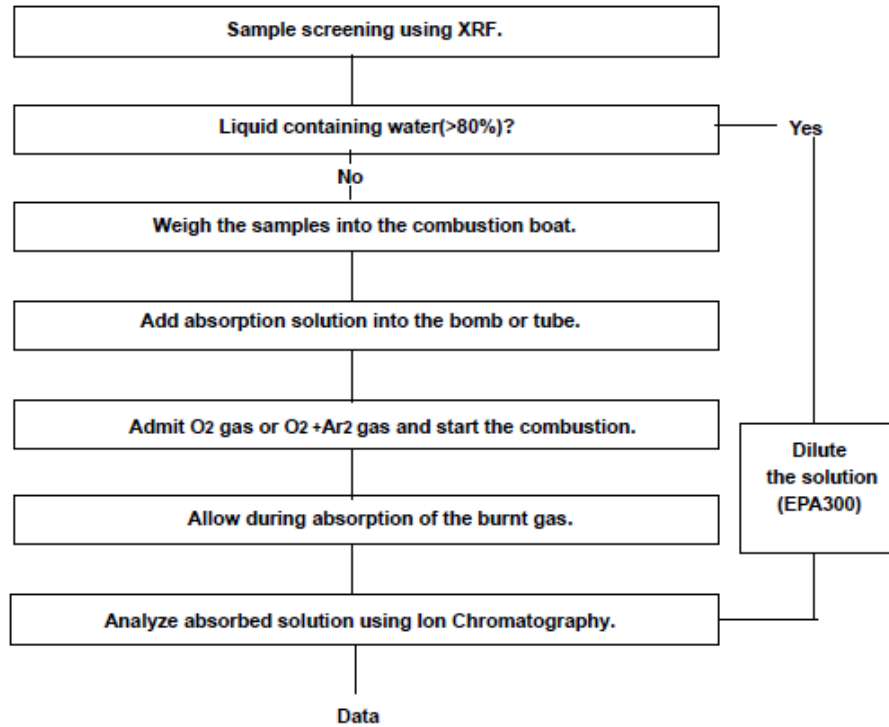 Sample screening using XRF.
Liquid containing water(>80%)?
Yes
No
Weigh the samples into the combustion boat.
Add absorption solution into the bomb or tube.
Admit O2 gas or O2 +Ar2 gas and start the combustion.
Dilute
the solution
(EPA300)
Allow during absorption of the burnt gas.
Analyze absorbed solution using Ion Chromatography.
Data